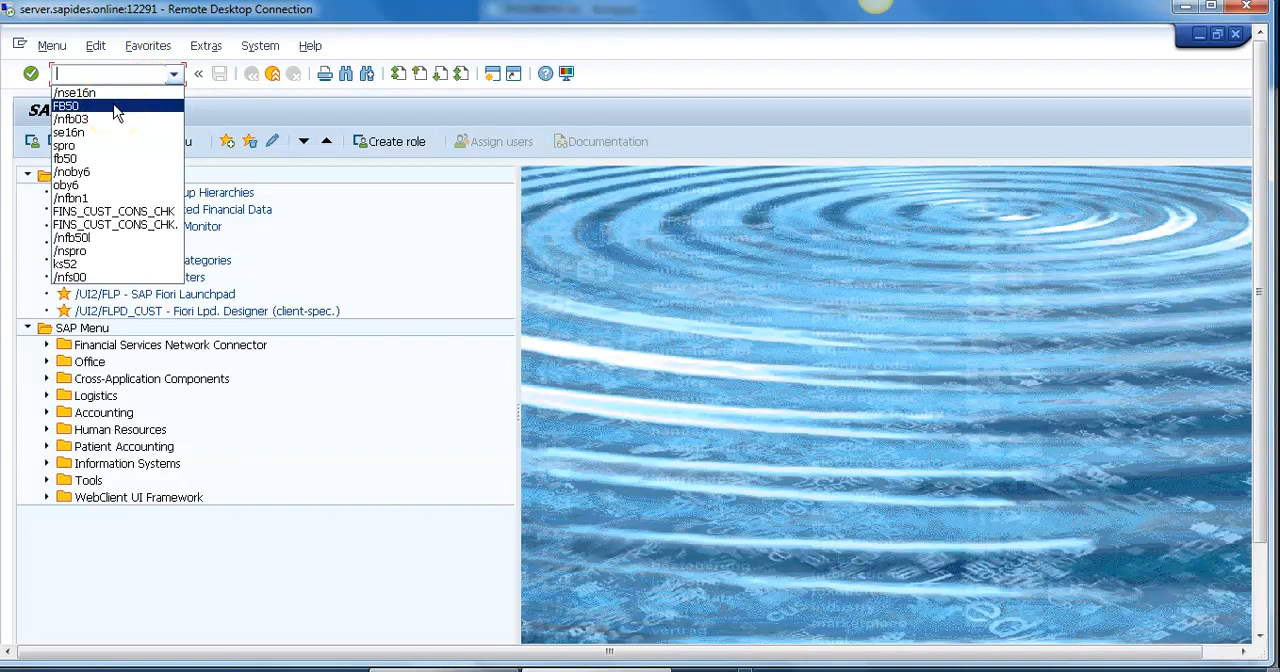 server.sapides.online:12291 - Remote Desktop Connection
Menu Edit Favorites Extras System Help
/nse16n
FB50
/nfb03
se16n
spro
fb50
/noby6
oby6
/nfbn1
FINS_CUST_CONS_CHK
FINS_CUST_CONS_CHK.
/nfb50l
/nspro
ks52
/nfs00
SA
u
Create role
Assign users
Documentation
up Hierarchies
ted Financial Data
Monitor
ategories
ters
/UI2/FLP - SAP Fiori Launchpad
/UI2/FLPD_CUST - Fiori Lpd. Designer (client-spec.)
SAP Menu
Financial Services Network Connector
Office
Cross-Application Components
Logistics
Accounting
Human Resources
Patient Accounting
Information Systems
Tools
WebClient UI Framework